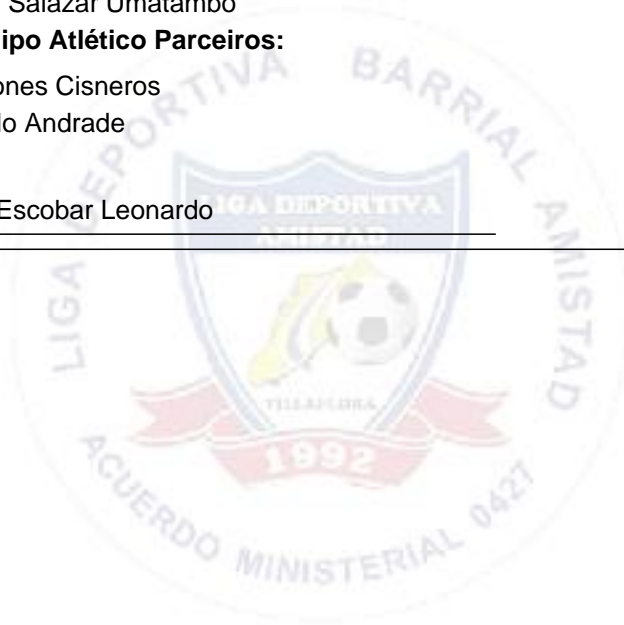 Salazar Umatambo
ipo Atlético Parceiros:
ones Cisneros
lo Andrade
Escobar Leonardo
LIGA DEPORTIVA BARRIAL AMISTAD
LIGA DEPORTIVA
AMISTAD
VILLAFLORA
1992
ACUERDO MINISTERIAL 0427